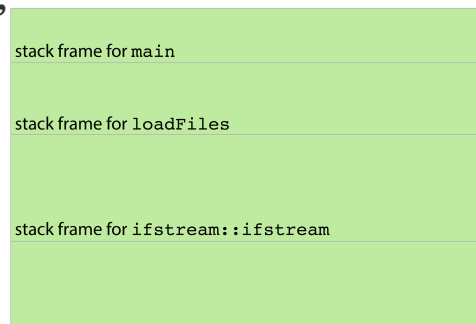 stack frame for main
stack frame for loadFiles
stack frame for ifstream::ifstream